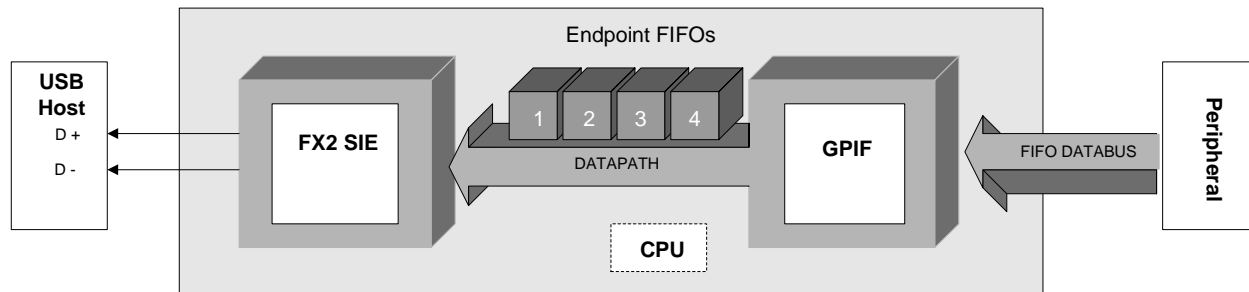 Endpoint FIFOs
USB
Host
D +
D -
FX2 SIE
1 2 3 4
DATAPATH
GPIF
CPU
FIFO DATABUS
Peripheral